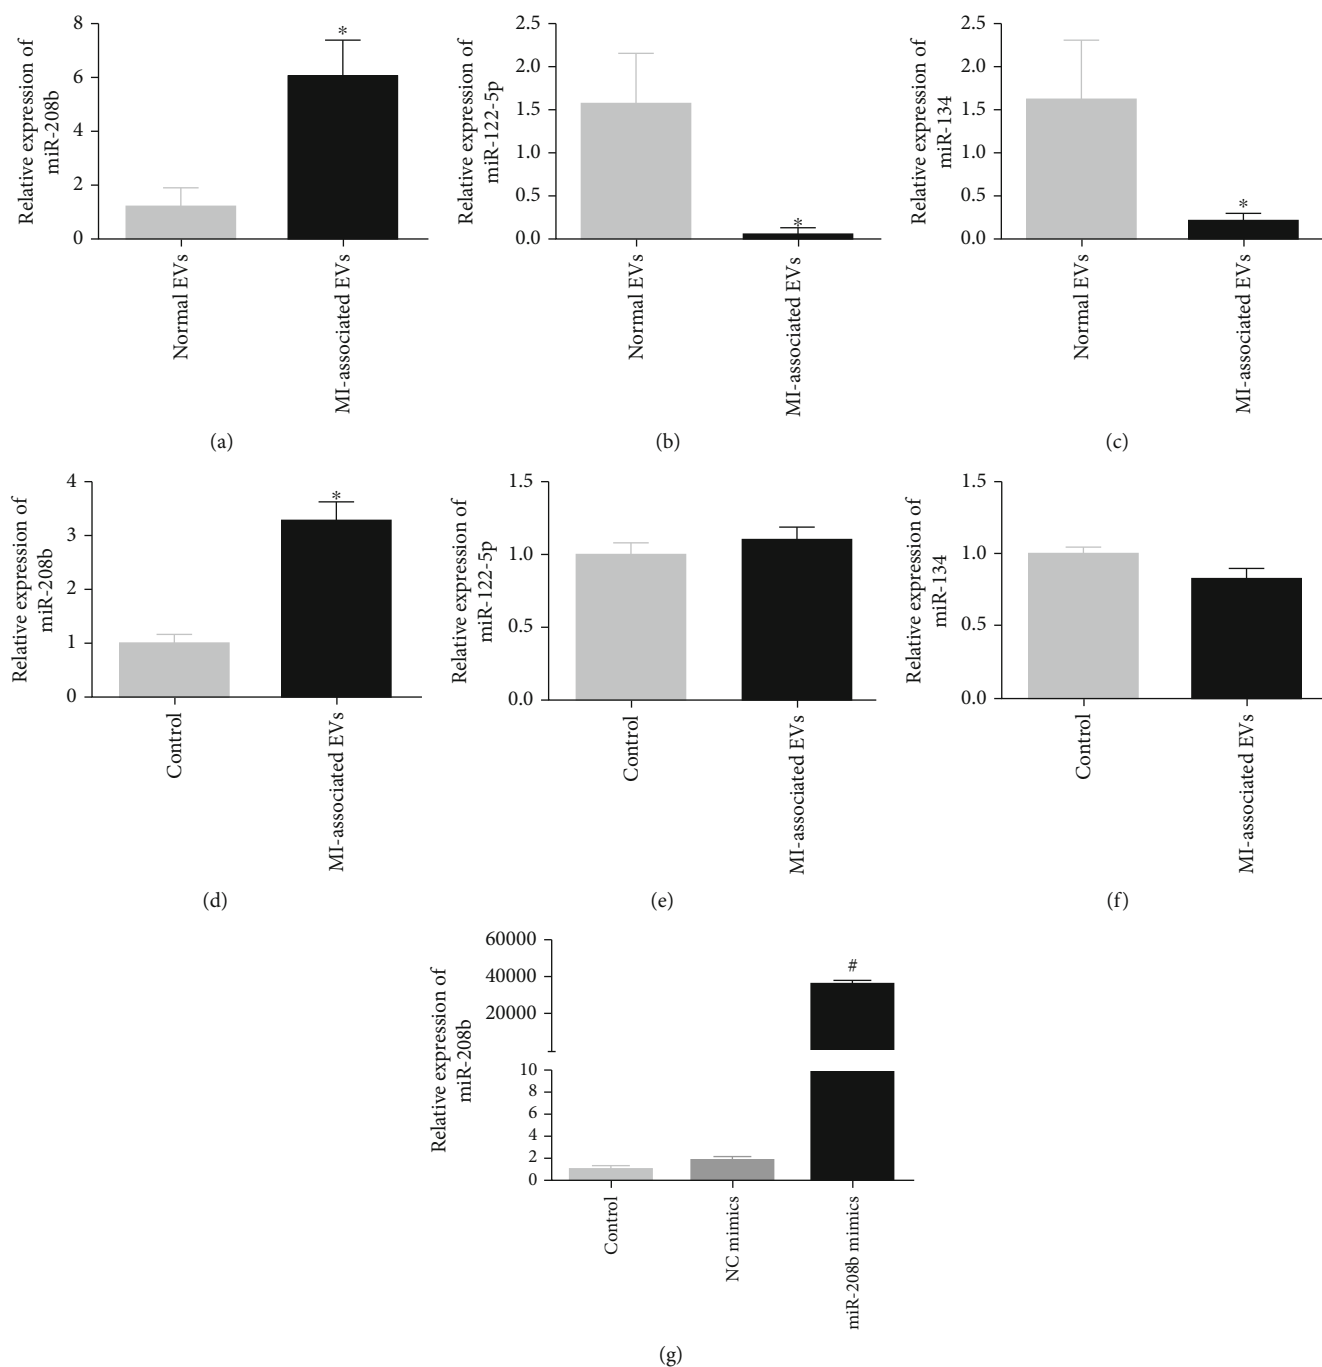 Relative expression of
miR-208b
8
6
4
2
0
*
Normal EVs
MI-associated EVs
(a)
Relative expression of
miR-122-5p
2.5
2.0
1.5
1.0
0.5
0.0
*
Normal EVs
MI-associated EVs
(b)
Relative expression of
miR-134
2.5
2.0
1.5
1.0
0.5
0.0
*
Normal EVs
MI-associated EVs
(c)
Relative expression of
miR-208b
4
3
2
1
0
*
Control
MI-associated EVs
(d)
Relative expression of
miR-122-5p
1.5
1.0
0.5
0.0
Control
MI-associated EVs
(e)
Relative expression of
miR-134
1.5
1.0
0.5
0.0
Control
MI-associated EVs
(f)
Relative expression of
miR-208b
60000
40000
20000
10
8
6
4
2
0
#
Control
NC mimics
miR-208b mimics
(g)